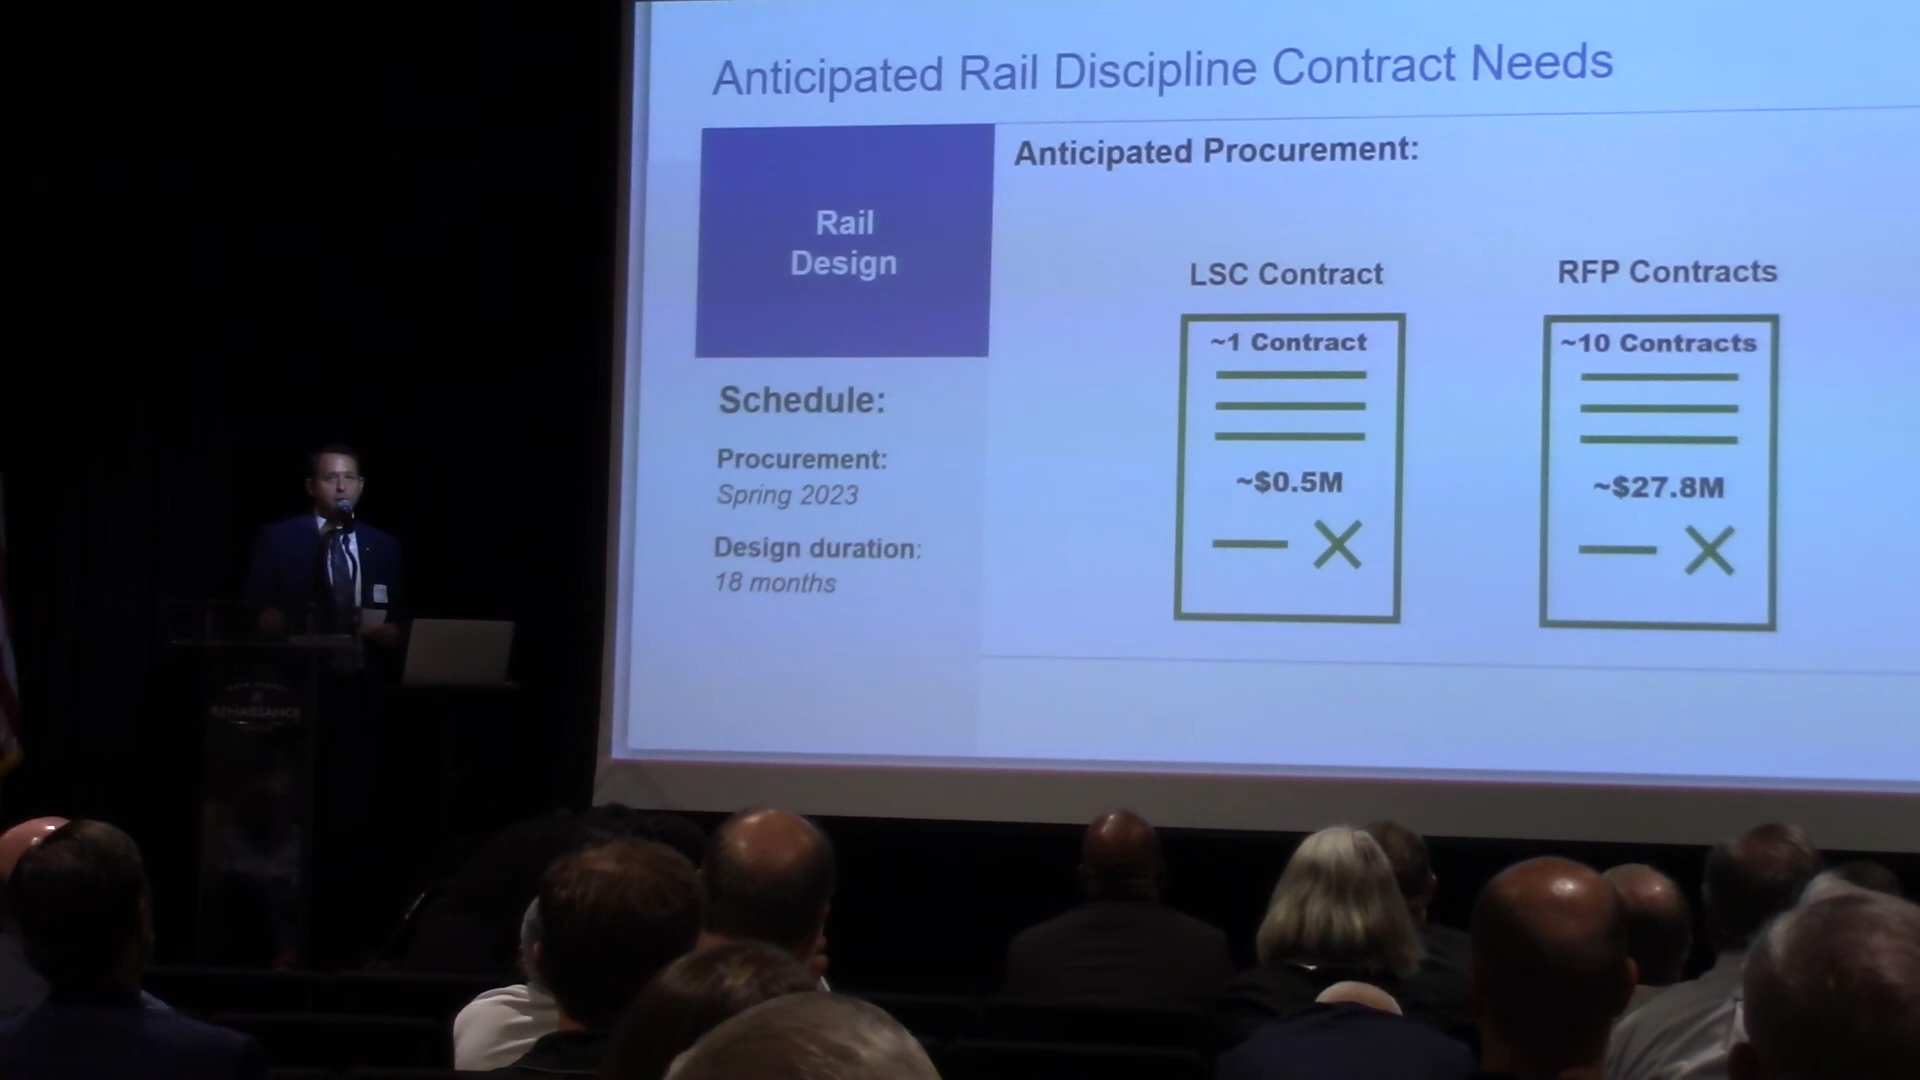 Anticipated Rail Discipline Contract Needs
Rail
Design
Schedule:
Procurement:
Spring 2023
Design duration:
18 months
Anticipated Procurement:
LSC Contract
~1 Contract
~$0.5M
RFP Contracts
~10 Contracts
~$27.8M
RENAISSANCE